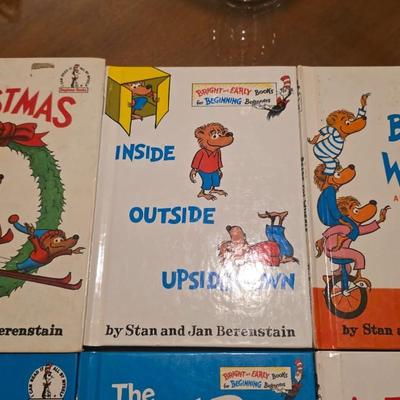 STMAS
erenstain
BRIGHT and EARLY Books
for BEGINNING Beginners
INSIDE
OUTSIDE
UPSIDE DOWN
by Stan and Jan Berenstain
B
W
A
by Stan a
BRIGHT and EARLY Books
for BEGINNING Beginners
The